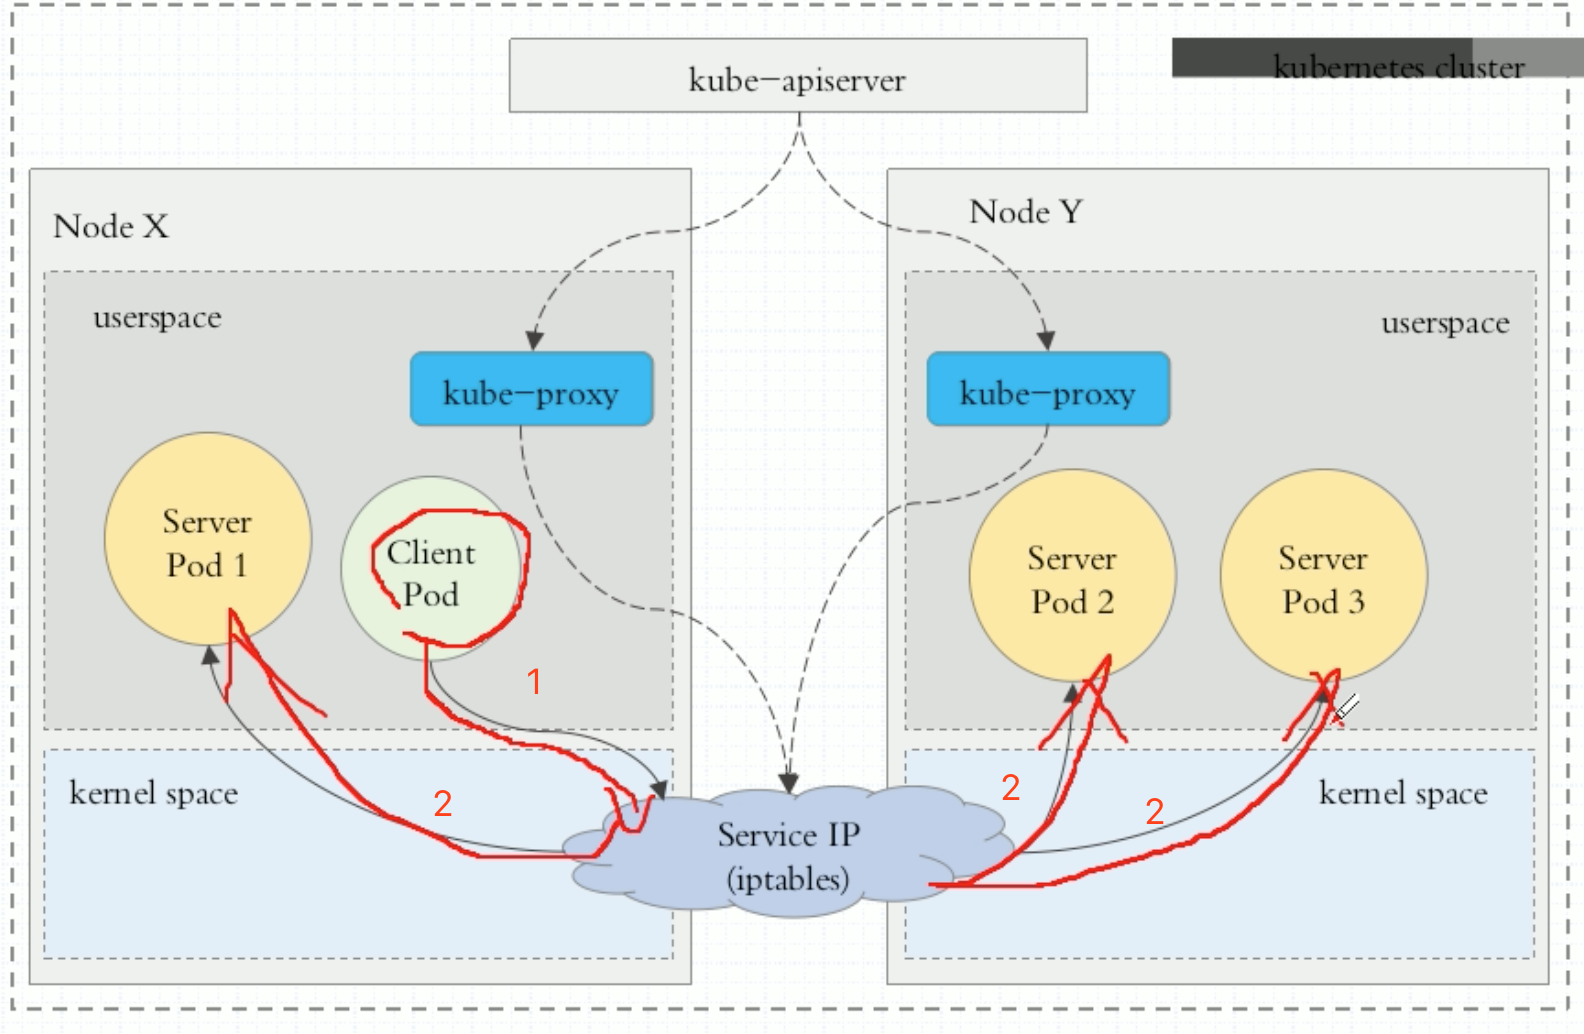 kube-apiserver
kubernetes cluster
Node X
Node Y
userspace
userspace
kube-proxy
kube-proxy
Server
Pod 1
Client
Pod
Server
Pod 2
Server
Pod 3
1
kernel space
2
2
2
kernel space
Service IP
(iptables)